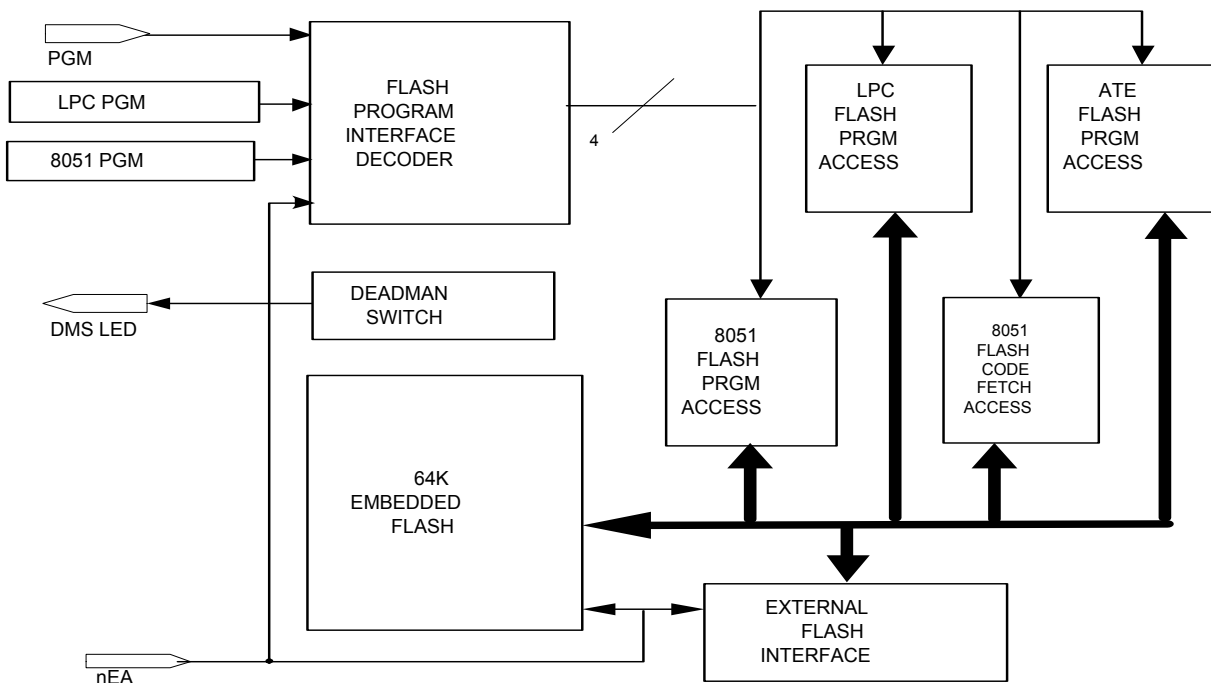 PGM
LPC PGM
8051 PGM
FLASH
PROGRAM
INTERFACE
DECODER
4
LPC
FLASH
PRGM
ACCESS
ATE
FLASH
PRGM
ACCESS
DMS LED
DEADMAN
SWITCH
8051
FLASH
PRGM
ACCESS
8051
FLASH
CODE
FETCH
ACCESS
64K
EMBEDDED
FLASH
EXTERNAL
FLASH
INTERFACE
nEA